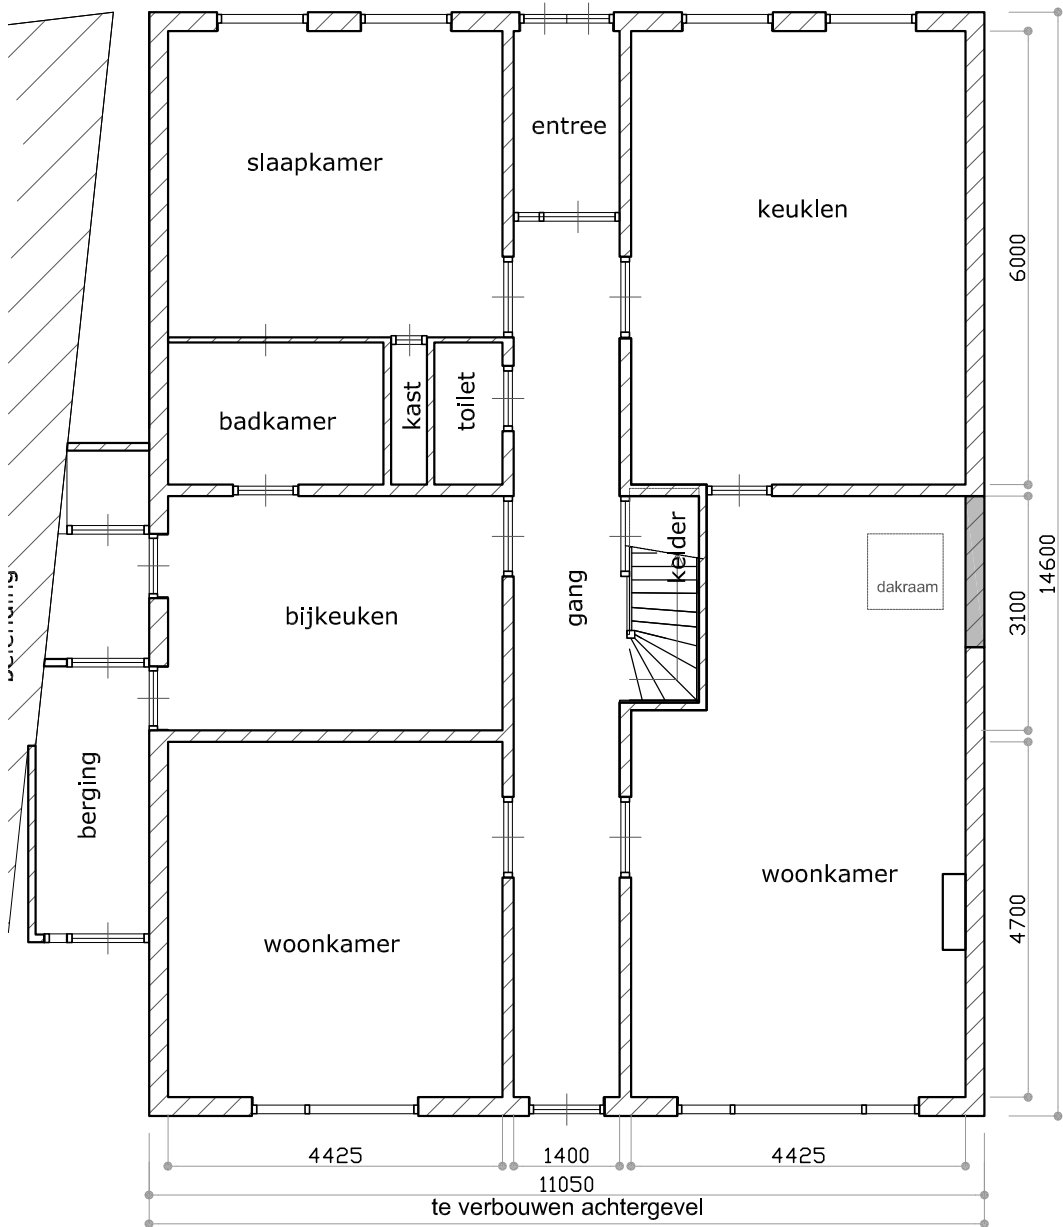 entree
slaapkamer
keuklen
6000
badkamer
kast
toilet
kelder
14600
dakraam
gang
bijkeuken
3100
berging
woonkamer
4700
woonkamer
4425
1400
4425
11050
te verbouwen achtergevel